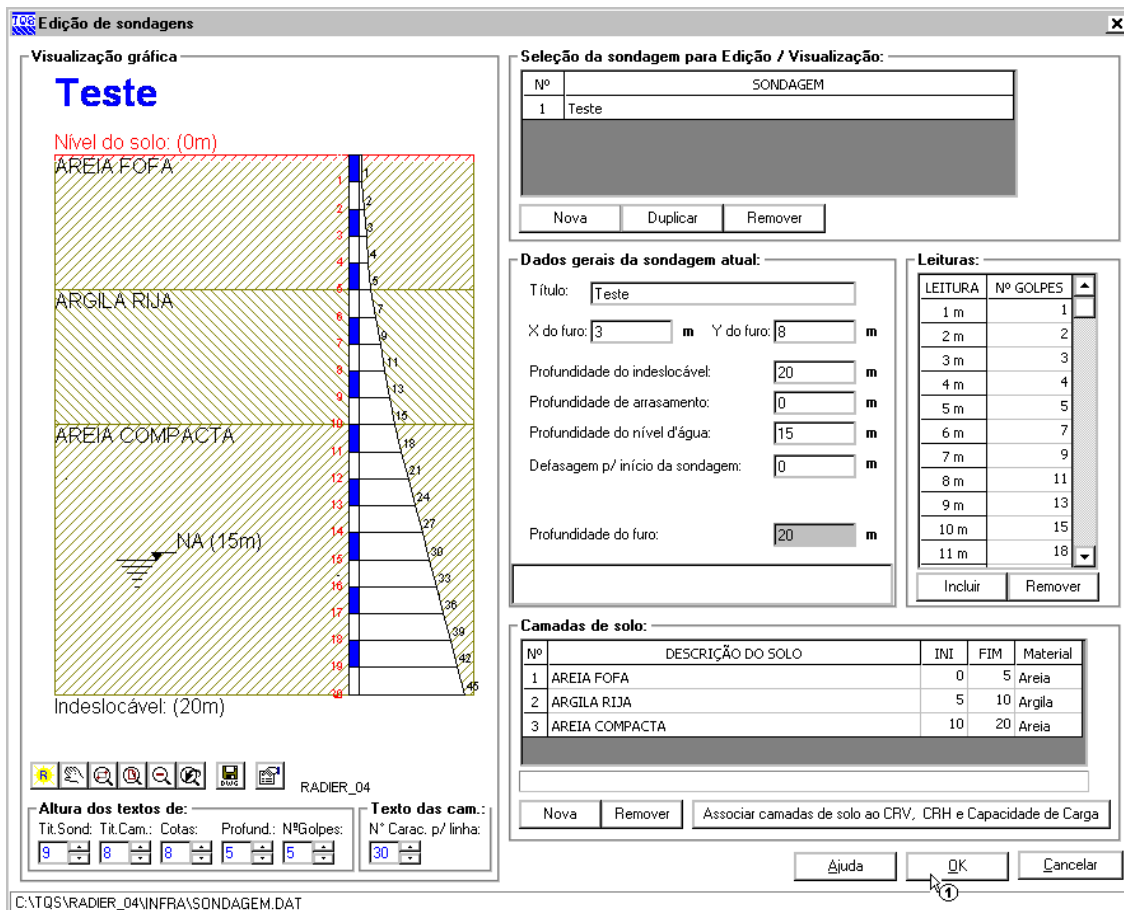 TQS Edição de sondagens
Visualização gráfica
Teste
Nível do solo: (0m)
AREIA FOFA
ARGILA RIJA
AREIA COMPACTA
NA (15m)
Indeslocável: (20m)
1
2
3
4
5
6
7
8
9
10
11
12
13
14
15
16
17
18
19
20
1
2
3
4
5
7
9
11
13
15
18
21
24
27
30
33
36
39
42
45
R
DWG
RADIER_04
Altura dos textos de:
Tit.Sond: Tit.Cam.: Cotas: Profund.: NºGolpes:
9 8 8 5 5
Texto das cam.:
N° Carac. p/ linha:
30
Seleção da sondagem para Edição / Visualização:
Nº SONDAGEM
1 Teste
Nova Duplicar Remover
Dados gerais da sondagem atual:
Título: Teste
X do furo: 3 m Y do furo: 8 m
Profundidade do indeslocável: 20 m
Profundidade de arrasamento: 0 m
Profundidade do nível d'água: 15 m
Defasagem p/ início da sondagem: 0 m
Profundidade do furo: 20 m
Leituras:
LEITURA Nº GOLPES
1 m 1
2 m 2
3 m 3
4 m 4
5 m 5
6 m 7
7 m 9
8 m 11
9 m 13
10 m 15
11 m 18
Incluir Remover
Camadas de solo:
Nº DESCRIÇÃO DO SOLO INI FIM Material
1 AREIA FOFA 0 5 Areia
2 ARGILA RIJA 5 10 Argila
3 AREIA COMPACTA 10 20 Areia
Nova Remover Associar camadas de solo ao CRV, CRH e Capacidade de Carga
Ajuda OK Cancelar
1
C:\TQS\RADIER_04\INFRA\SONDAGEM.DAT